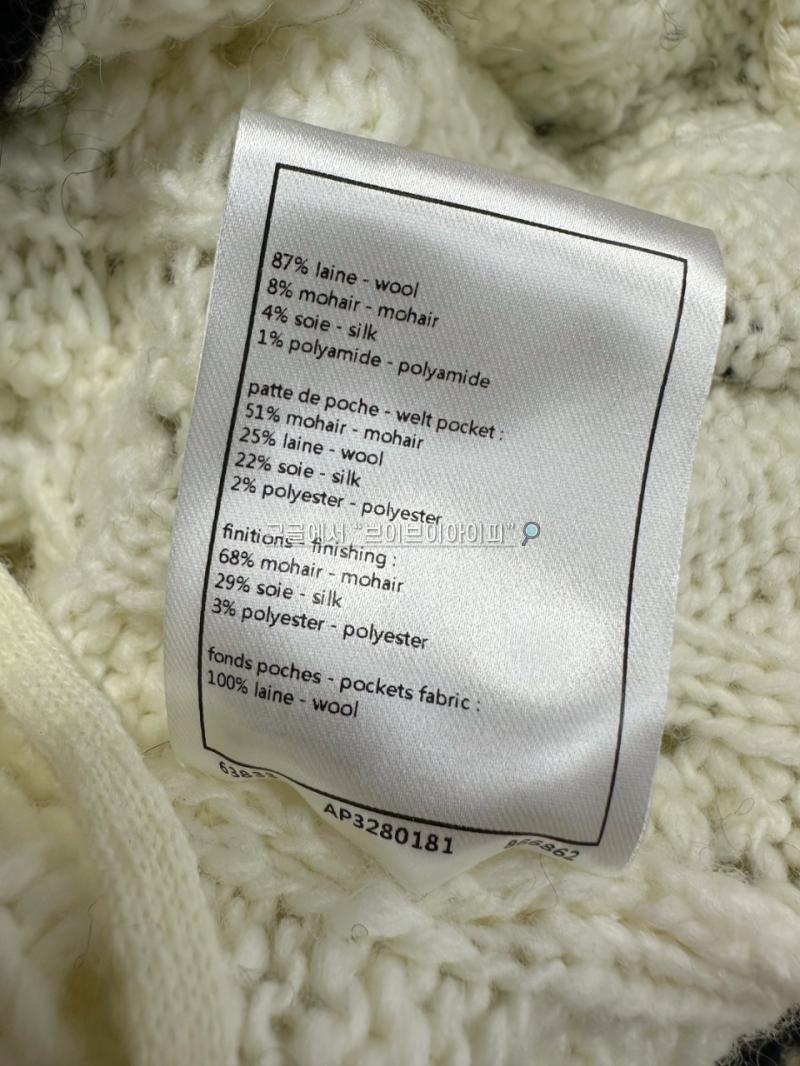 87% laine - wool
8% mohair - mohair
4% soie - silk
1% polyamide - polyamide
patte de poche - welt pocket :
51% mohair - mohair
25% laine - wool
22% soie - silk
2% polyester - polyester
구글에서 "브이브이아이피"
finitions - finishing :
68% mohair - mohair
29% soie - silk
3% polyester - polyester
fonds poches - pockets fabric :
100% laine - wool
AP3280181